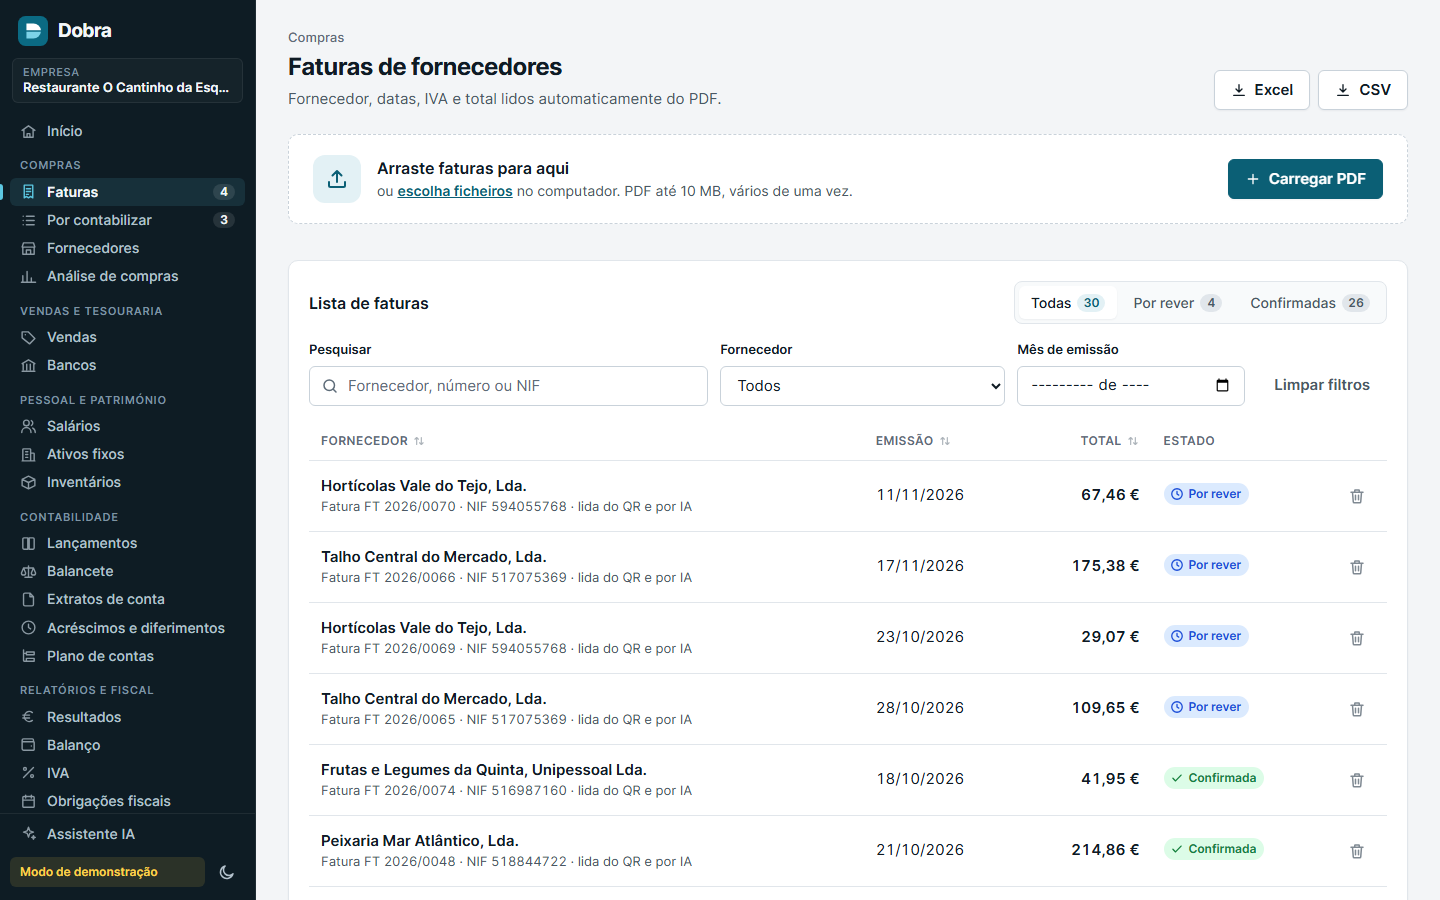 Dobra
EMPRESA
Restaurante O Cantinho da Esq...
Início
COMPRAS
Faturas 4
Por contabilizar 3
Fornecedores
Análise de compras
VENDAS E TESOURARIA
Vendas
Bancos
PESSOAL E PATRIMÓNIO
Salários
Ativos fixos
Inventários
CONTABILIDADE
Lançamentos
Balancete
Extratos de conta
Acréscimos e diferimentos
Plano de contas
RELATÓRIOS E FISCAL
Resultados
Balanço
IVA
Obrigações fiscais
Assistente IA
Modo de demonstração
Compras
Faturas de fornecedores
Fornecedor, datas, IVA e total lidos automaticamente do PDF.
Excel
CSV
Arraste faturas para aqui
ou escolha ficheiros no computador. PDF até 10 MB, vários de uma vez.
Carregar PDF
Lista de faturas
Todas 30
Por rever 4
Confirmadas 26
Pesquisar
Fornecedor, número ou NIF
Fornecedor
Todos
Mês de emissão
--------- de ----
Limpar filtros
FORNECEDOR EMISSÃO TOTAL ESTADO
Hortícolas Vale do Tejo, Lda.
Fatura FT 2026/0070 · NIF 594055768 · lida do QR e por IA
11/11/2026 67,46 € Por rever
Talho Central do Mercado, Lda.
Fatura FT 2026/0066 · NIF 517075369 · lida do QR e por IA
17/11/2026 175,38 € Por rever
Hortícolas Vale do Tejo, Lda.
Fatura FT 2026/0069 · NIF 594055768 · lida do QR e por IA
23/10/2026 29,07 € Por rever
Talho Central do Mercado, Lda.
Fatura FT 2026/0065 · NIF 517075369 · lida do QR e por IA
28/10/2026 109,65 € Por rever
Frutas e Legumes da Quinta, Unipessoal Lda.
Fatura FT 2026/0074 · NIF 516987160 · lida do QR e por IA
18/10/2026 41,95 € Confirmada
Peixaria Mar Atlântico, Lda.
Fatura FT 2026/0048 · NIF 518844722 · lida do QR e por IA
21/10/2026 214,86 € Confirmada